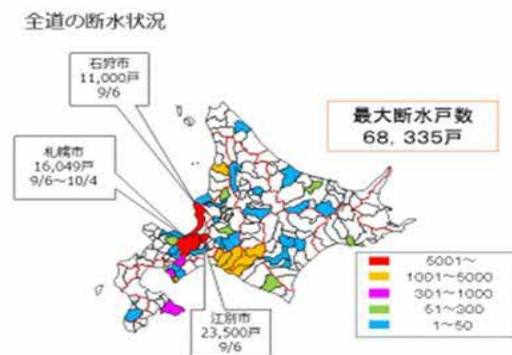 全道の断水状況
石狩市
11,000戸
9/6
最大断水戸数
68,335戸
札幌市
16,049戸
9/6～10/4
江別市
23,500戸
9/6
5001～
1001～5000
301～1000
51～300
1～50